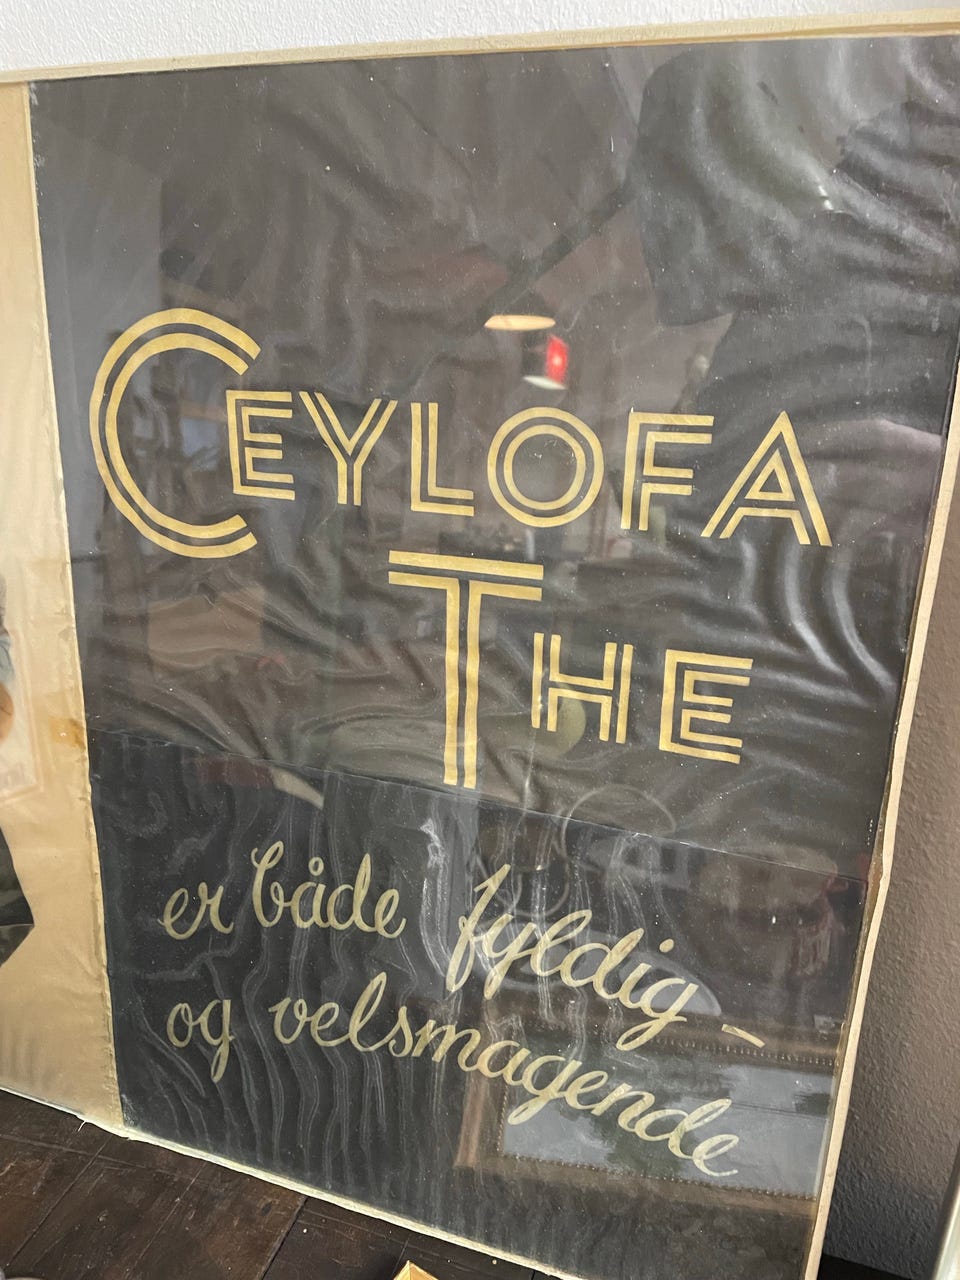 CEYLOFA
THE
er både fyldig –
og velsmagende